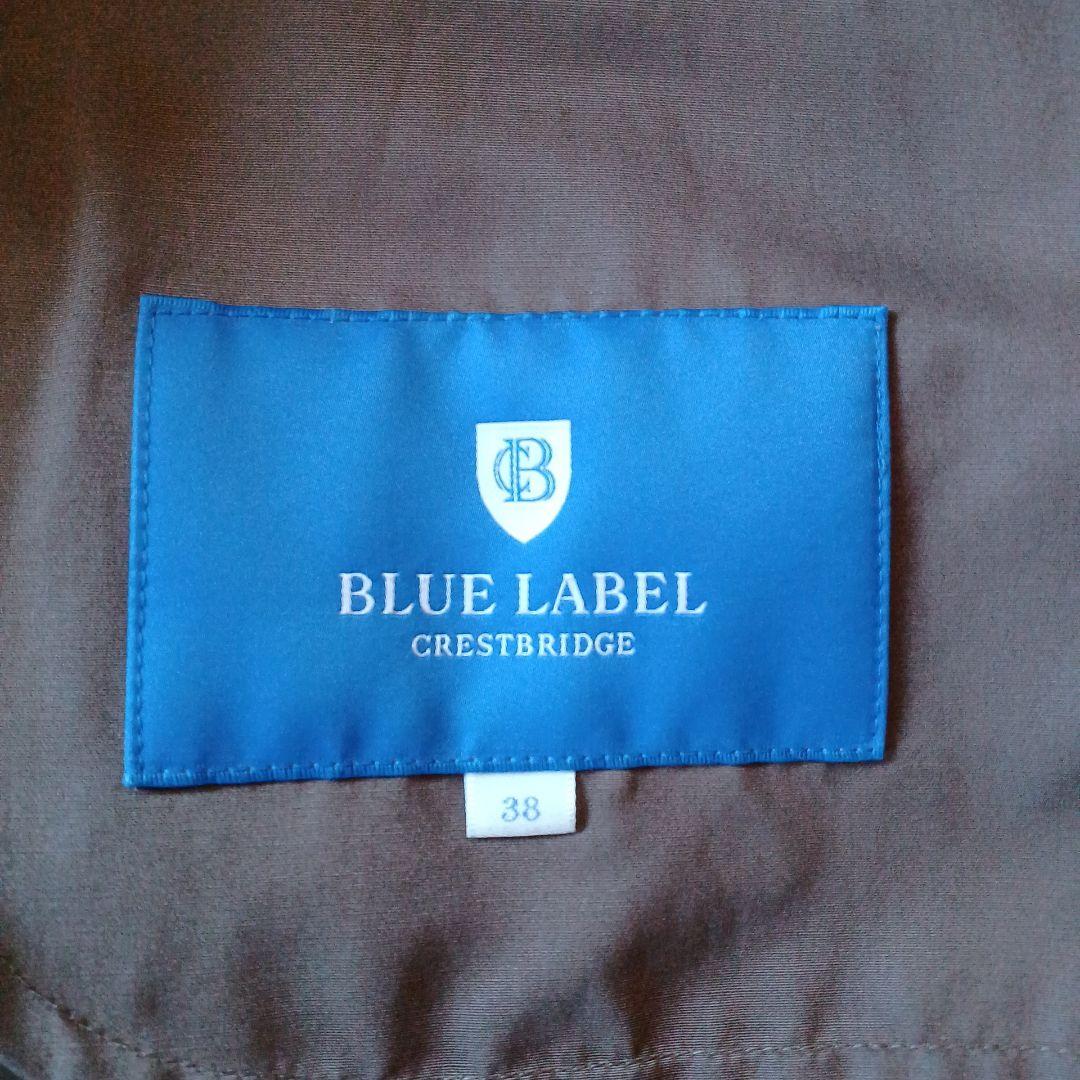 CB
BLUE LABEL
CRESTBRIDGE
38